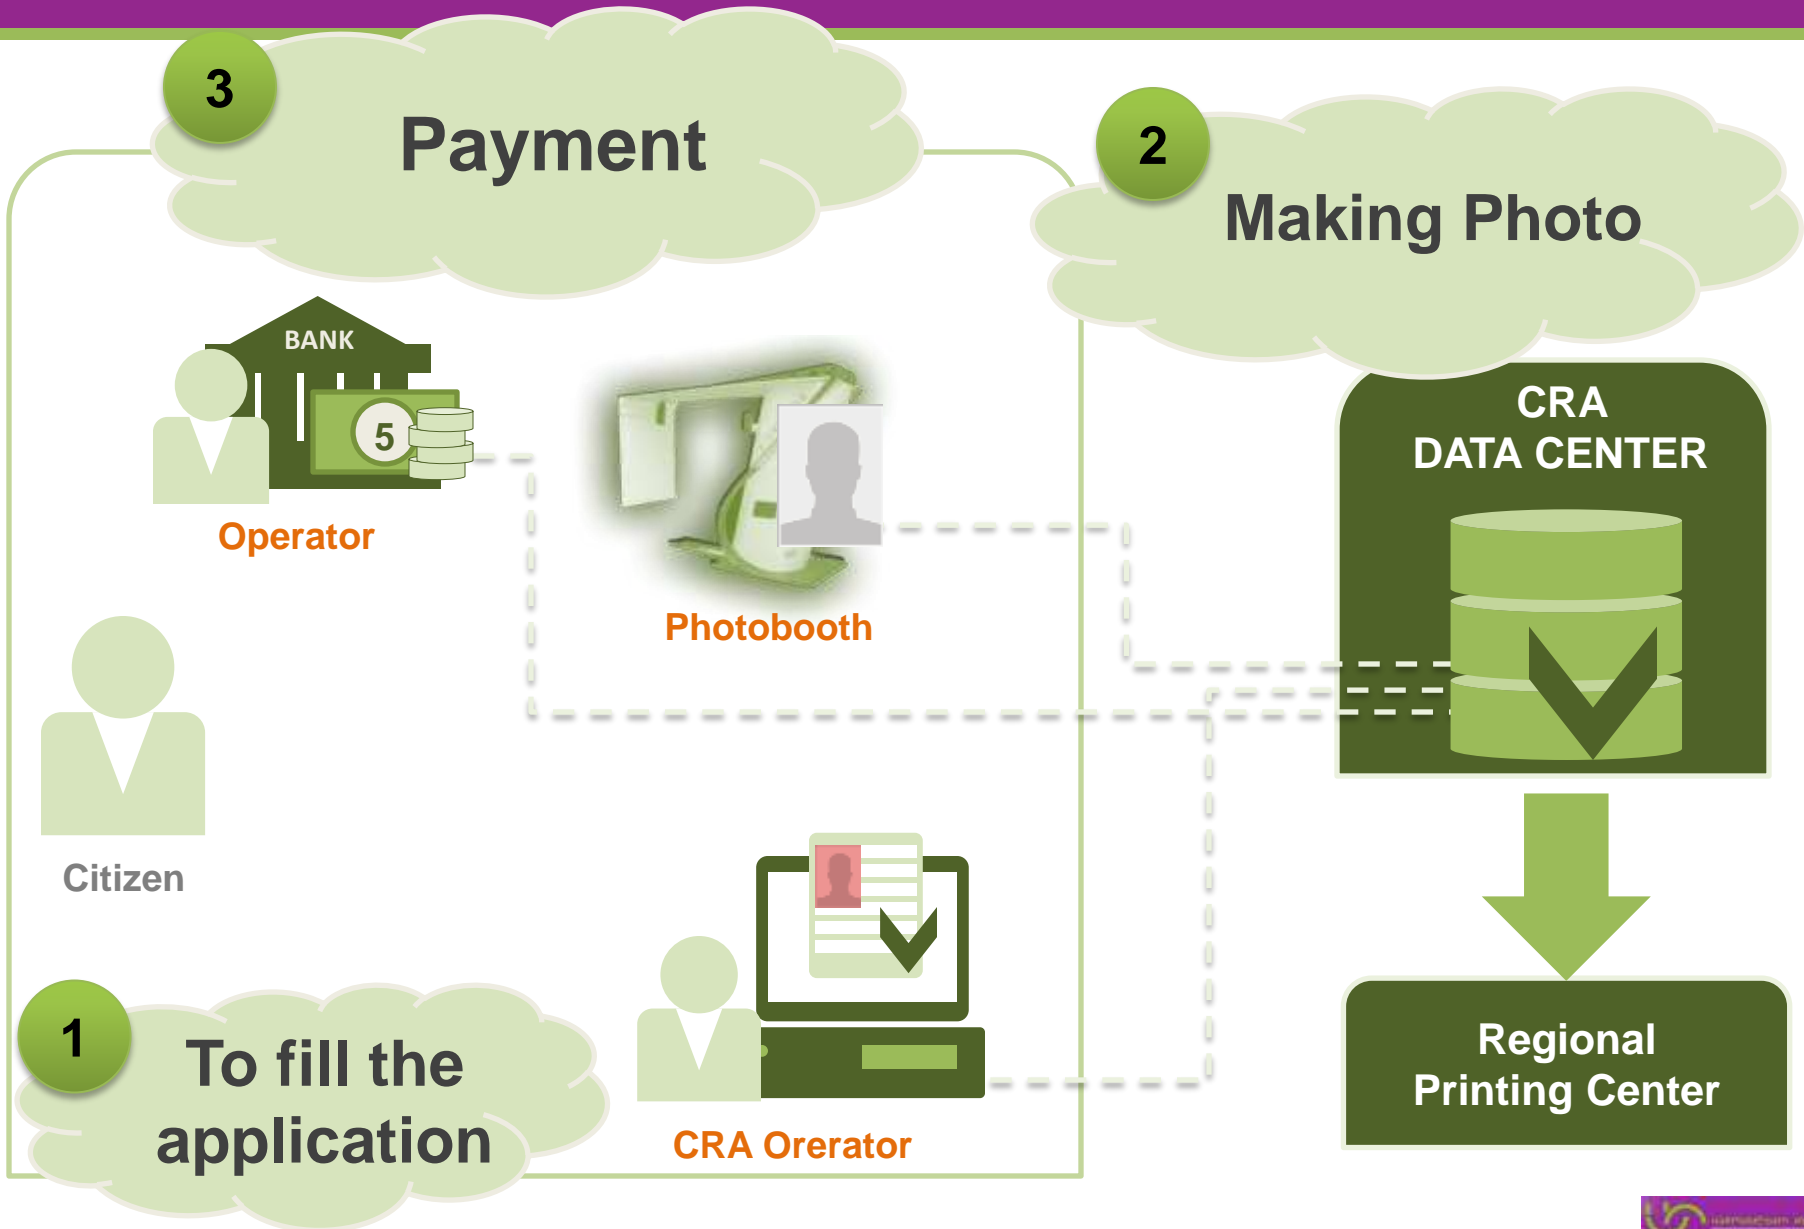 3
Payment
2
Making Photo
BANK
5
Operator
Photobooth
CRA
DATA CENTER
Citizen
1
To fill the
application
CRA Orerator
Regional
Printing Center